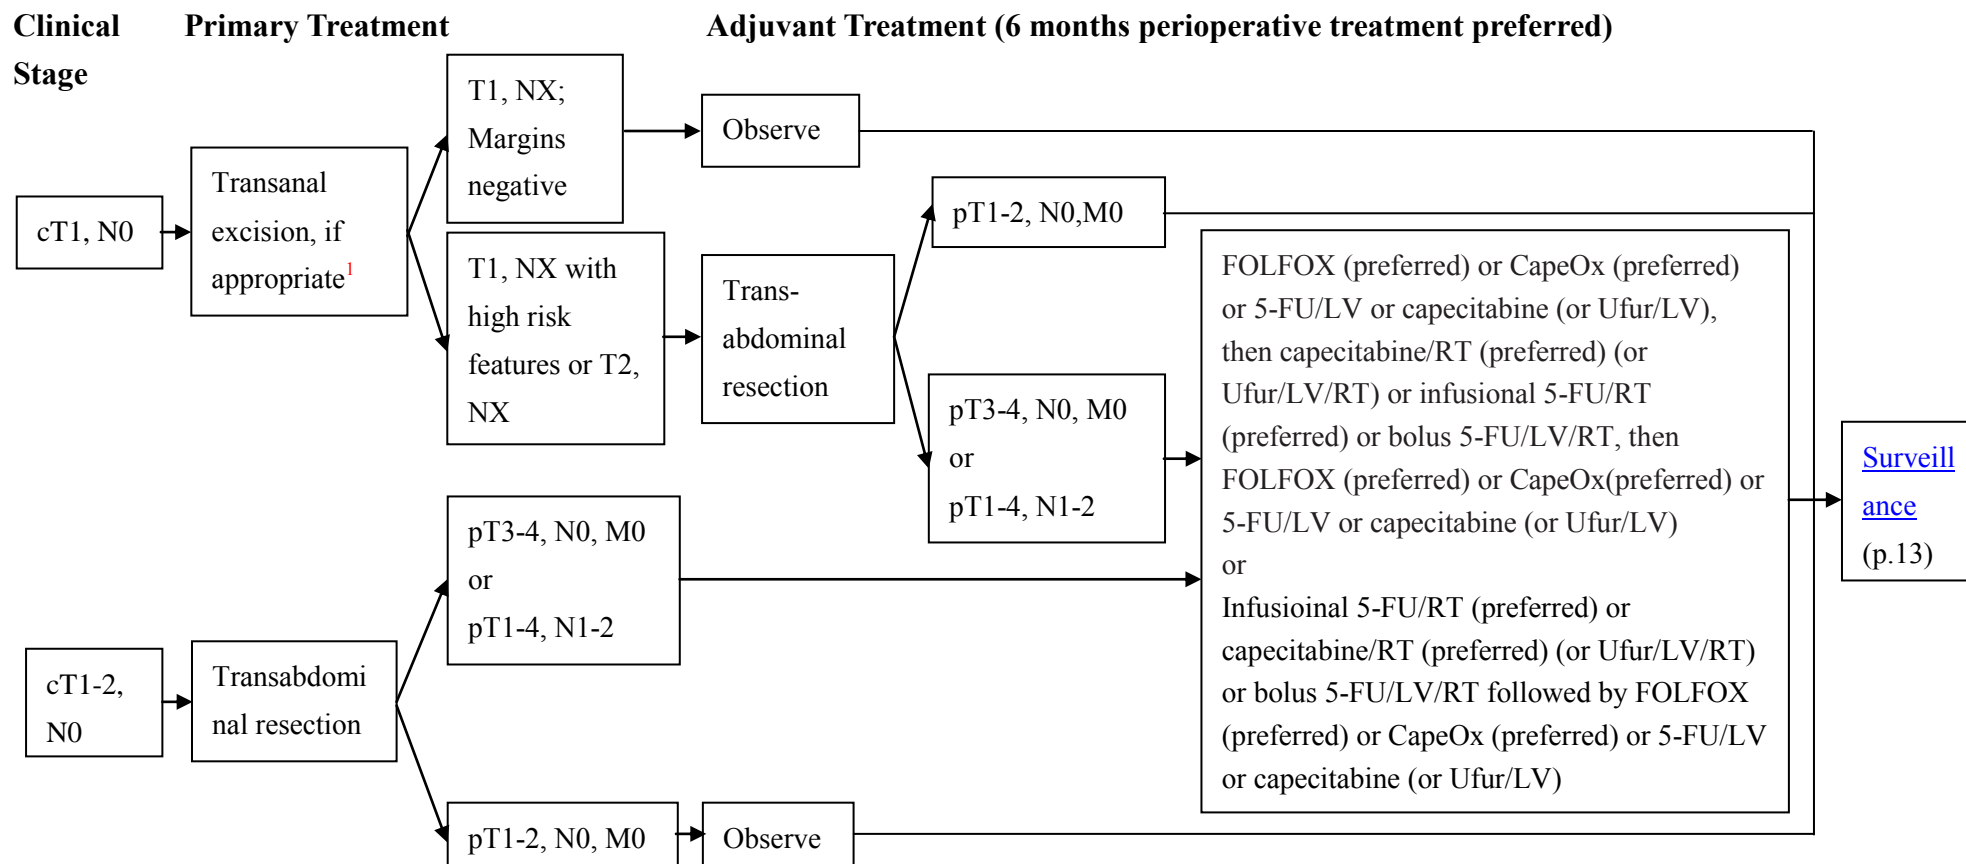 Clinical Stage
Primary Treatment
Adjuvant Treatment (6 months perioperative treatment preferred)
cT1, N0
Transanal
excision, if
appropriate1
T1, NX;
Margins
negative
Observe
T1, NX with
high risk
features or T2,
NX
Trans-
abdominal
resection
pT1-2, N0,M0
pT3-4, N0, M0
or
pT1-4, N1-2
FOLFOX (preferred) or CapeOx (preferred)
or 5-FU/LV or capecitabine (or Ufur/LV),
then capecitabine/RT (preferred) (or
Ufur/LV/RT) or infusional 5-FU/RT
(preferred) or bolus 5-FU/LV/RT, then
FOLFOX (preferred) or CapeOx(preferred) or
5-FU/LV or capecitabine (or Ufur/LV)
or
Infusioinal 5-FU/RT (preferred) or
capecitabine/RT (preferred) (or Ufur/LV/RT)
or bolus 5-FU/LV/RT followed by FOLFOX
(preferred) or CapeOx (preferred) or 5-FU/LV
or capecitabine (or Ufur/LV)
Surveill
ance
(p.13)
cT1-2,
N0
Transabdomi
nal resection
pT3-4, N0, M0
or
pT1-4, N1-2
pT1-2, N0, M0
Observe